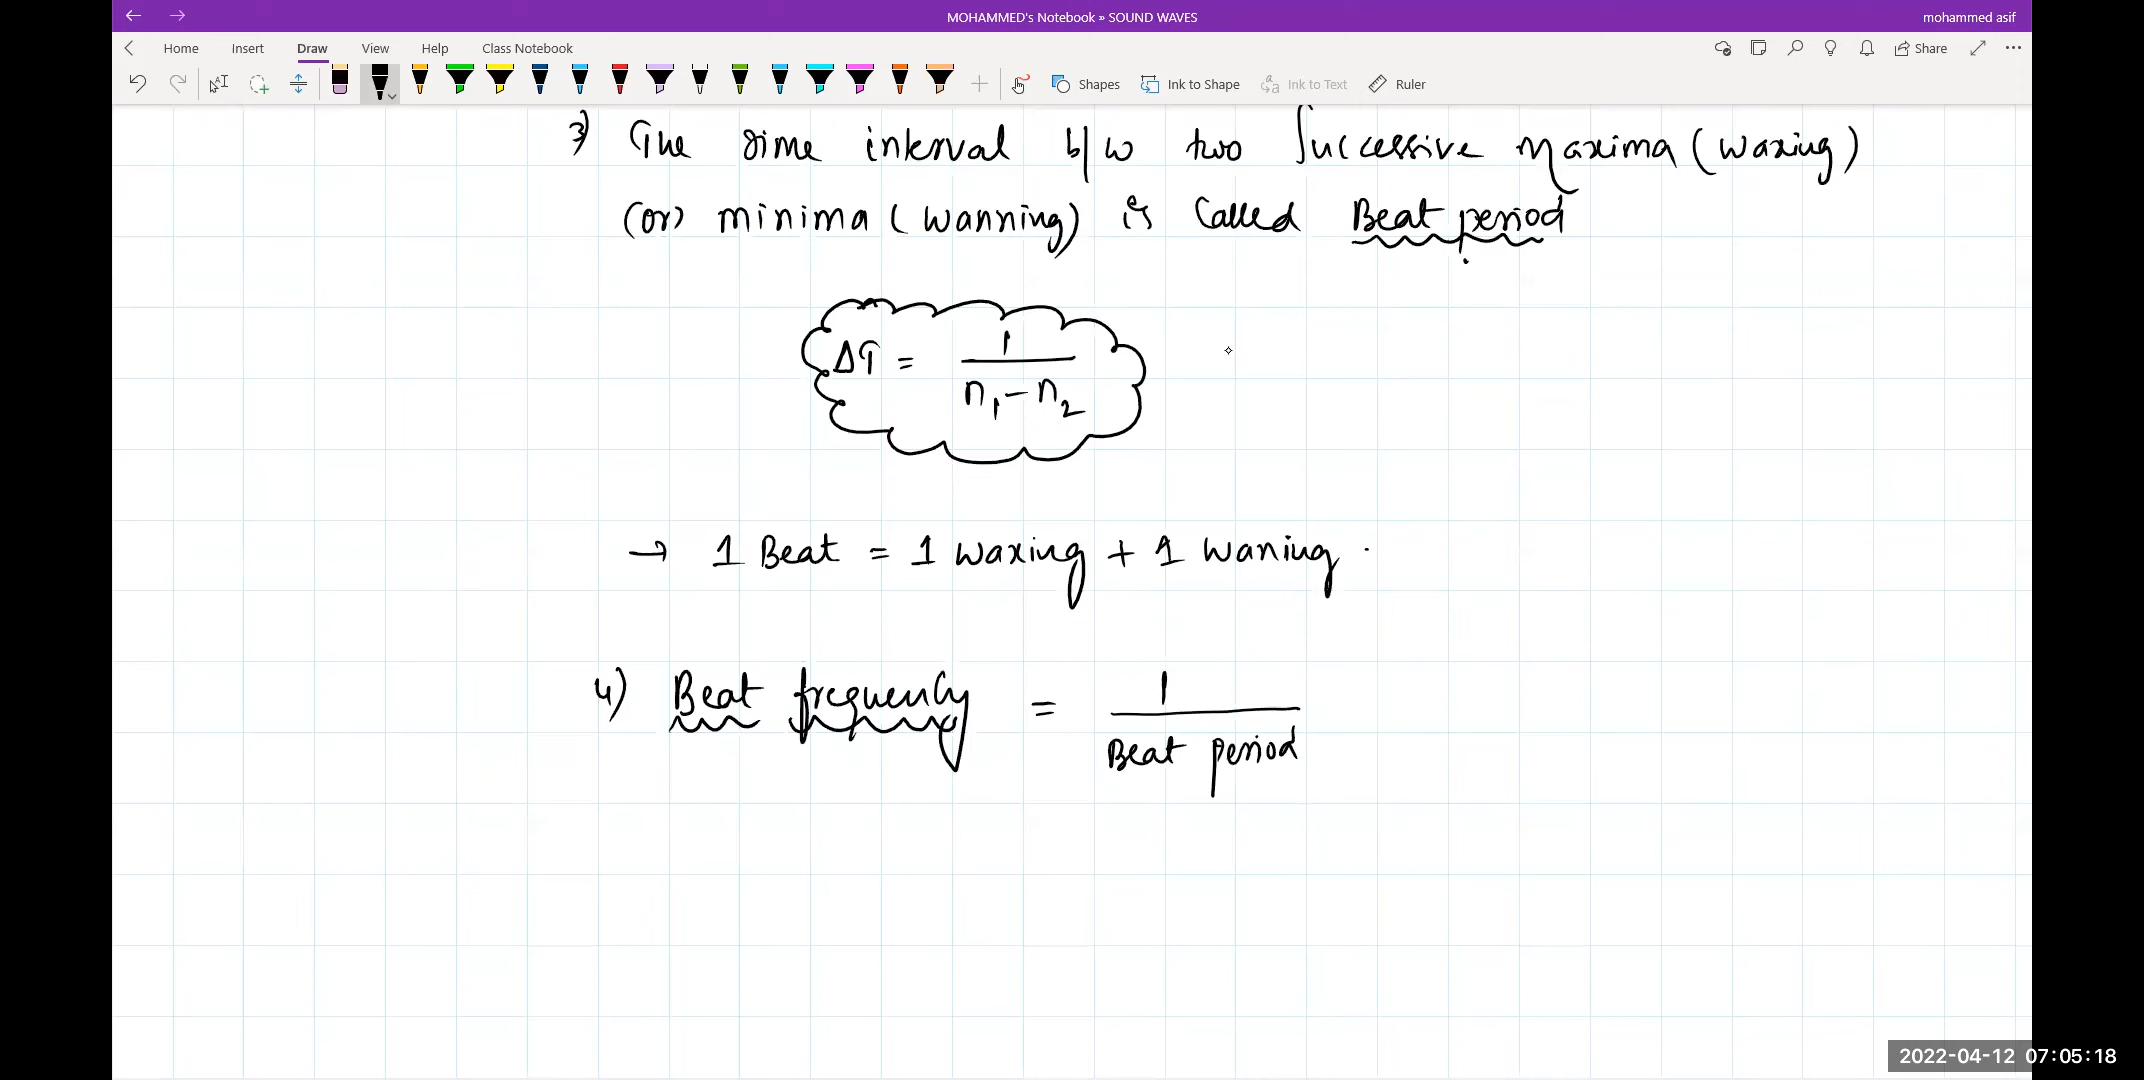 MOHAMMED's Notebook » SOUND WAVES
mohammed asif
Home Insert Draw View Help Class Notebook
Share
Shapes Ink to Shape Ink to Text Ruler
3) The time interval b/w two Successive maxima (waxing)
(or) minima (wanning) is Called Beat period
ΔT = 1 / (n₁ - n₂)
→ 1 Beat = 1 waxing + 1 waning.
4) Beat frequency = 1 / Beat period
2022-04-12 07:05:18